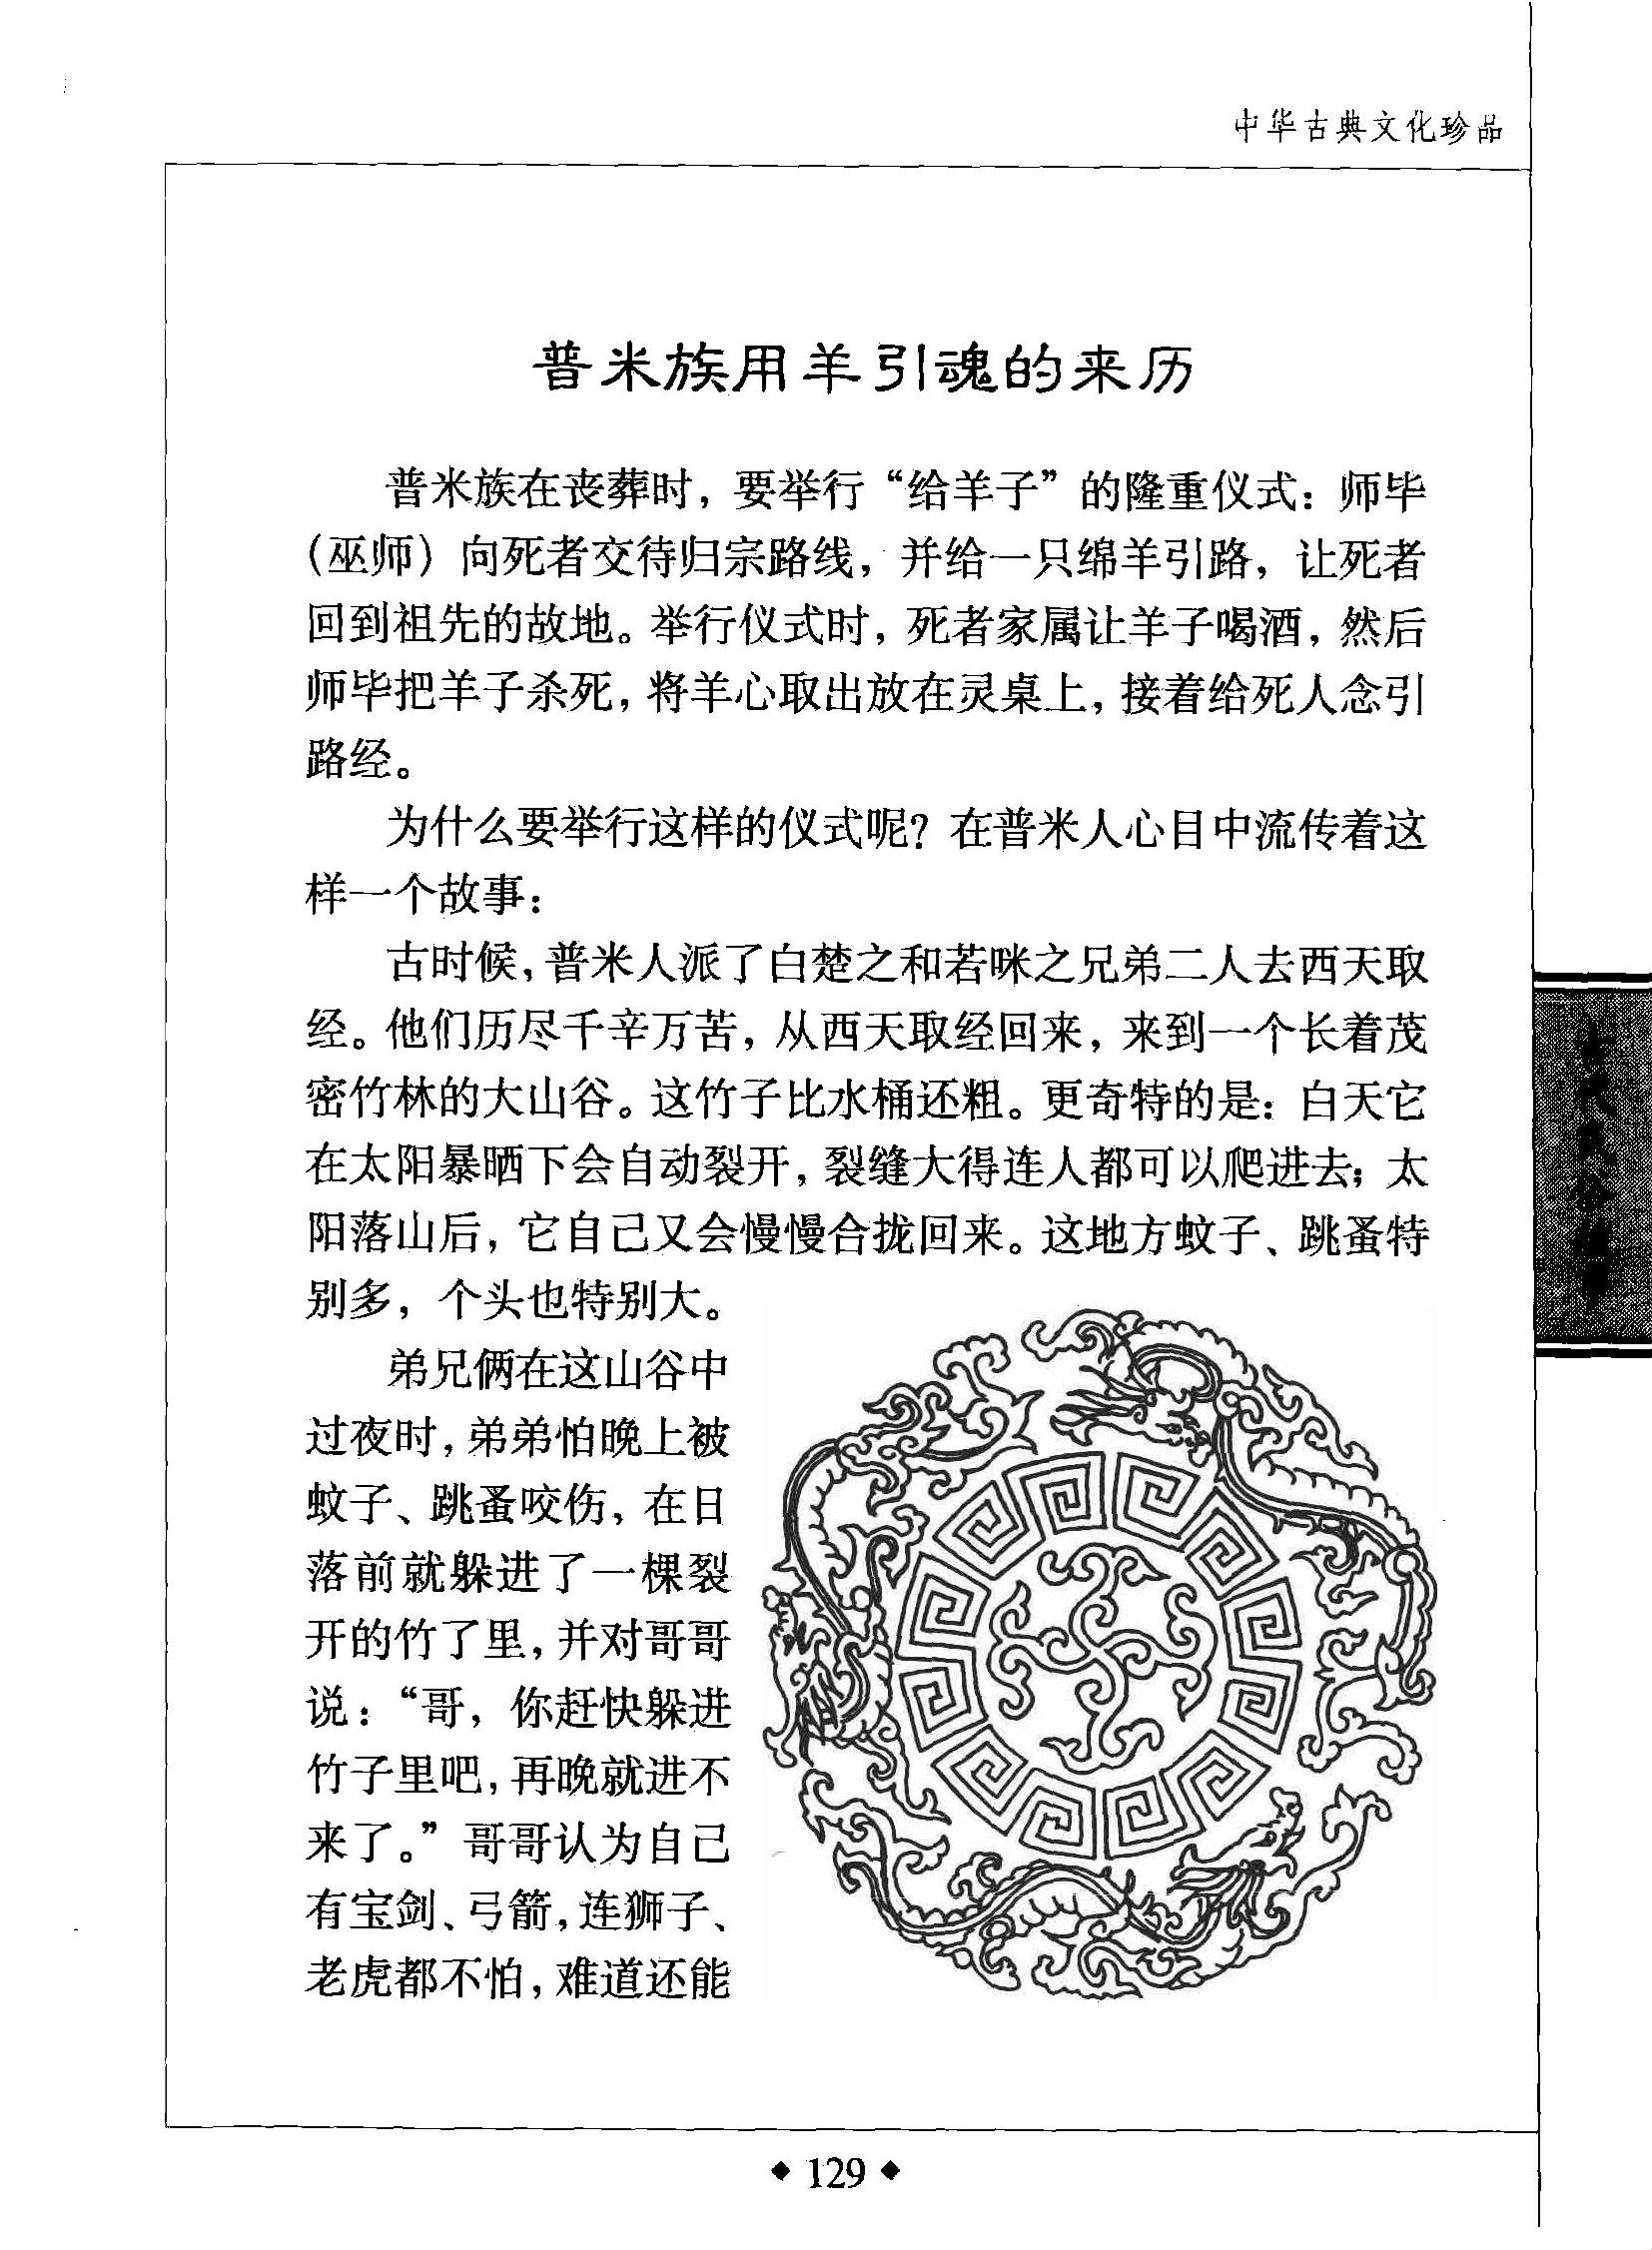 中华古典文化珍品
普米族用羊引魂的来历
普米族在丧葬时，要举行“给羊子”的隆重仪式：师毕
（巫师）向死者交待归宗路线，并给一只绵羊引路，让死者
回到祖先的故地。举行仪式时，死者家属让羊子喝酒，然后
师毕把羊子杀死，将羊心取出放在灵桌上，接着给死人念引
路经。
为什么要举行这样的仪式呢？在普米人心目中流传着这
样一个故事：
古时候，普米人派了白楚之和若咪之兄弟二人去西天取
经。他们历尽千辛万苦，从西天取经回来，来到一个长着茂
密竹林的大山谷。这竹子比水桶还粗。更奇特的是：白天它
在太阳暴晒下会自动裂开，裂缝大得连人都可以爬进去；太
阳落山后，它自己又会慢慢合拢回来。这地方蚊子、跳蚤特
别多，个头也特别大。
弟兄俩在这山谷中
过夜时，弟弟怕晚上被
蚊子、跳蚤咬伤，在日
落前就躲进了一棵裂
开的竹了里，并对哥哥
说：“哥，你赶快躲进
竹子里吧，再晚就进不
来了。”哥哥认为自己
有宝剑、弓箭，连狮子、
老虎都不怕，难道还能
◆ 129 ◆